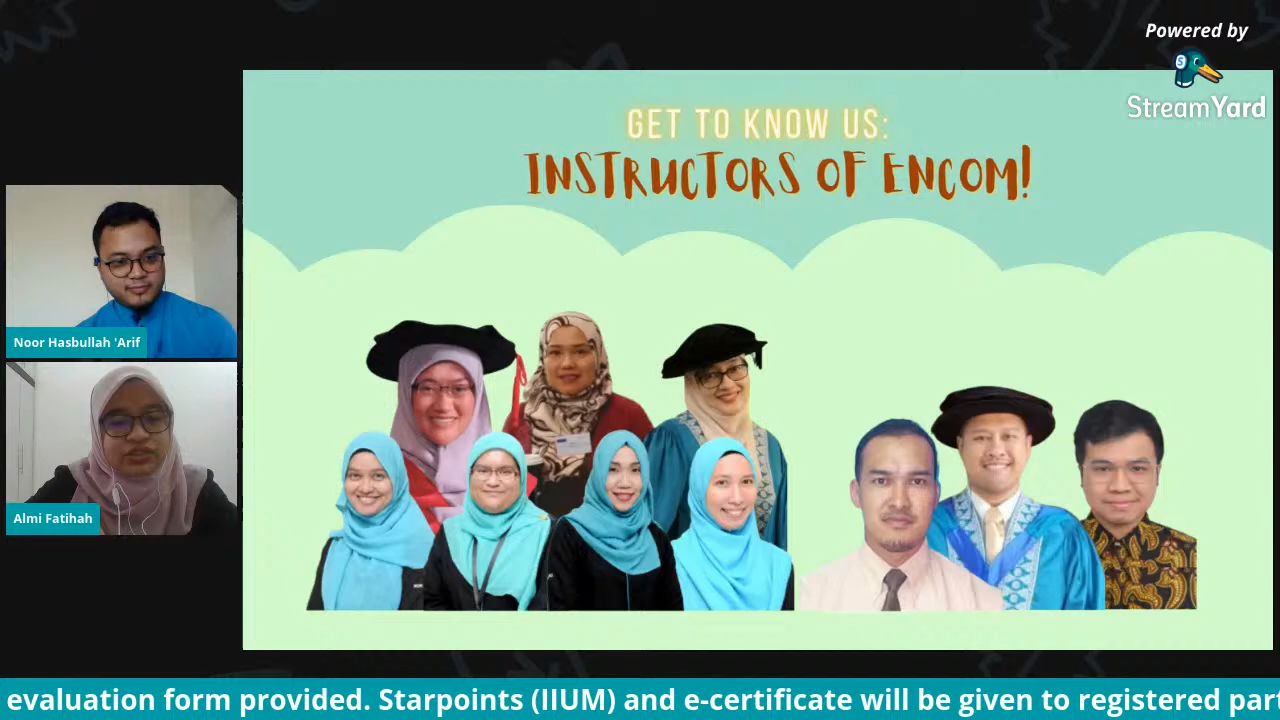 Powered by
StreamYard
GET TO KNOW US:
INSTRUCTORS OF ENCOM!
Noor Hasbullah 'Arif
Almi Fatihah
evaluation form provided. Starpoints (IIUM) and e-certificate will be given to registered par